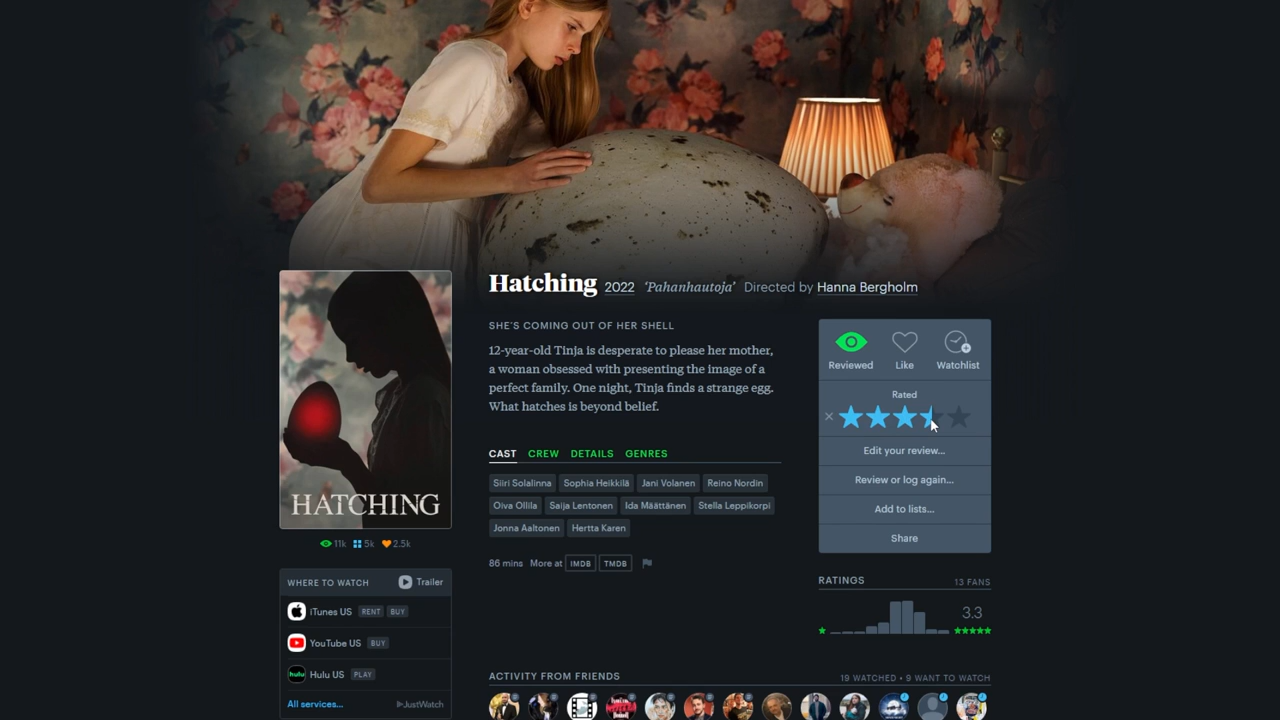 Hatching 2022 'Pahanhautoja' Directed by Hanna Bergholm
SHE'S COMING OUT OF HER SHELL
12-year-old Tinja is desperate to please her mother,
a woman obsessed with presenting the image of a
perfect family. One night, Tinja finds a strange egg.
What hatches is beyond belief.
CAST CREW DETAILS GENRES
Siiri Solalinna Sophia Heikkilä Jani Volanen Reino Nordin
Oiva Ollila Saija Lentonen Ida Määttänen Stella Leppikorpi
Jonna Aaltonen Hertta Karen
86 mins More at IMDB TMDB
HATCHING
11k 5k 2.5k
WHERE TO WATCH Trailer
iTunes US RENT BUY
YouTube US BUY
hulu Hulu US PLAY
All services... JustWatch
Reviewed Like Watchlist
Rated
Edit your review...
Review or log again...
Add to lists...
Share
RATINGS 13 FANS
3.3
ACTIVITY FROM FRIENDS 19 WATCHED • 9 WANT TO WATCH